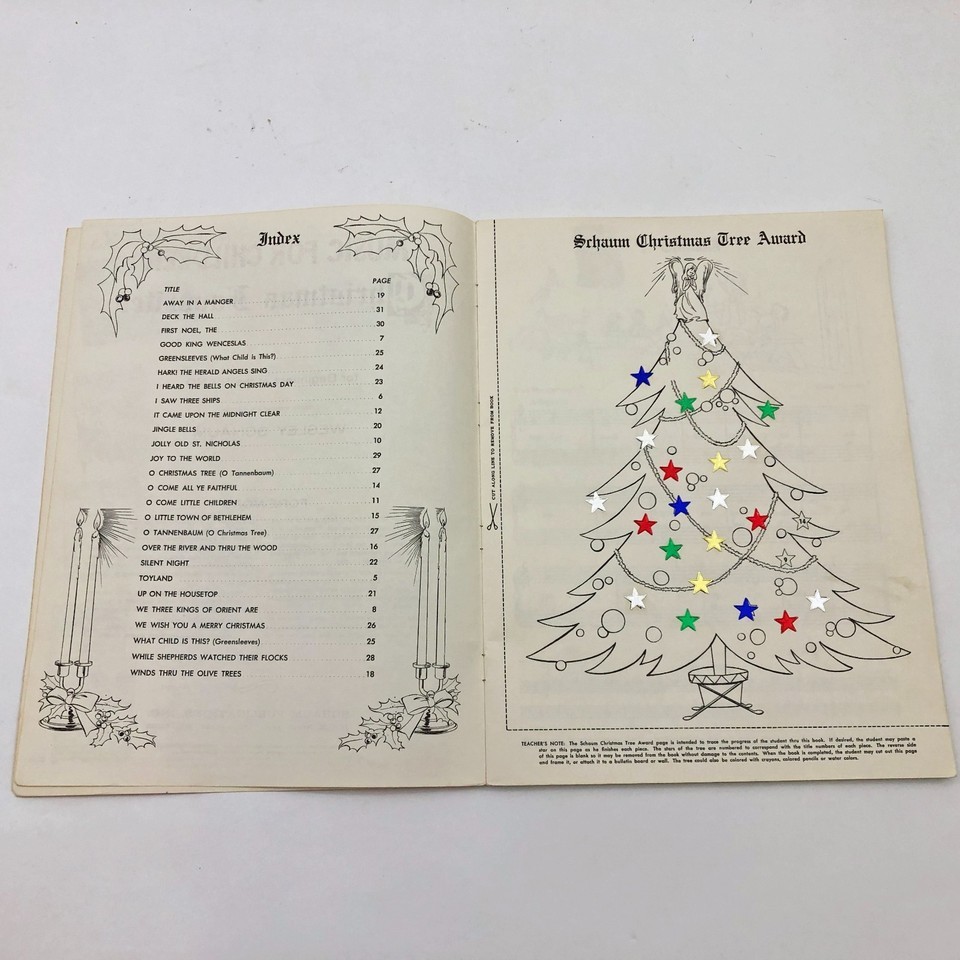 Index
TITLE PAGE
AWAY IN A MANGER 19
DECK THE HALL 31
FIRST NOEL, THE 30
GOOD KING WENCESLAS 7
GREENSLEEVES (What Child is This?) 25
HARK! THE HERALD ANGELS SING 24
I HEARD THE BELLS ON CHRISTMAS DAY 23
I SAW THREE SHIPS 6
IT CAME UPON THE MIDNIGHT CLEAR 12
JINGLE BELLS 20
JOLLY OLD ST. NICHOLAS 10
JOY TO THE WORLD 29
O CHRISTMAS TREE (O Tannenbaum) 27
O COME ALL YE FAITHFUL 14
O COME LITTLE CHILDREN 11
O LITTLE TOWN OF BETHLEHEM 15
O TANNENBAUM (O Christmas Tree) 27
OVER THE RIVER AND THRU THE WOOD 16
SILENT NIGHT 22
TOYLAND 5
UP ON THE HOUSETOP 21
WE THREE KINGS OF ORIENT ARE 8
WE WISH YOU A MERRY CHRISTMAS 26
WHAT CHILD IS THIS? (Greensleeves) 25
WHILE SHEPHERDS WATCHED THEIR FLOCKS 28
WINDS THRU THE OLIVE TREES 18
CUT ALONG LINE TO REMOVE FROM BOOK
Schaum Christmas Tree Award
14
9
TEACHER'S NOTE: The Schaum Christmas Tree Award page is intended to trace the progress of the student thru this book. If desired, the student may paste a
star on this page as he finishes each piece. The stars of the tree are numbered to correspond with the title numbers of each piece. The reverse side
of this page is blank so it may be removed from the book without damage to the contents. When the book is completed, the student may cut out this page
and frame it, or attach it to a bulletin board or wall. The tree could also be colored with crayons, colored pencils or water colors.